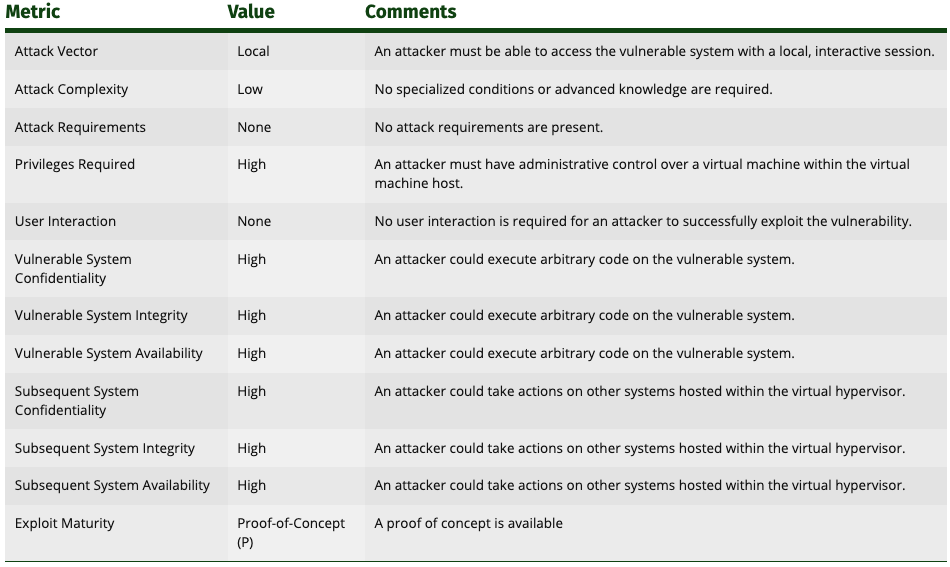 Metric Value Comments
Attack Vector Local An attacker must be able to access the vulnerable system with a local, interactive session.
Attack Complexity Low No specialized conditions or advanced knowledge are required.
Attack Requirements None No attack requirements are present.
Privileges Required High An attacker must have administrative control over a virtual machine within the virtual
machine host.
User Interaction None No user interaction is required for an attacker to successfully exploit the vulnerability.
Vulnerable System High An attacker could execute arbitrary code on the vulnerable system.
Confidentiality
Vulnerable System Integrity High An attacker could execute arbitrary code on the vulnerable system.
Vulnerable System Availability High An attacker could execute arbitrary code on the vulnerable system.
Subsequent System High An attacker could take actions on other systems hosted within the virtual hypervisor.
Confidentiality
Subsequent System Integrity High An attacker could take actions on other systems hosted within the virtual hypervisor.
Subsequent System Availability High An attacker could take actions on other systems hosted within the virtual hypervisor.
Exploit Maturity Proof-of-Concept A proof of concept is available
(P)